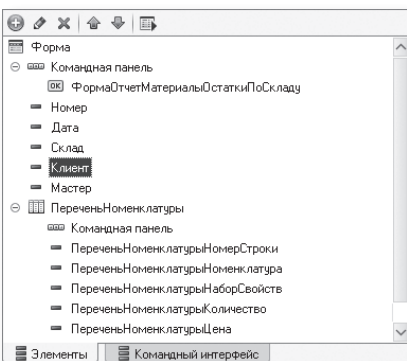 Форма
Командная панель
OK ФормаОтчетМатериалыОстаткиПоСкладу
Номер
Дата
Склад
Клиент
Мастер
ПереченьНоменклатуры
Командная панель
ПереченьНоменклатурыНомерСтроки
ПереченьНоменклатурыНоменклатура
ПереченьНоменклатурыНаборСвойств
ПереченьНоменклатурыКоличество
ПереченьНоменклатурыЦена
Элементы Командный интерфейс